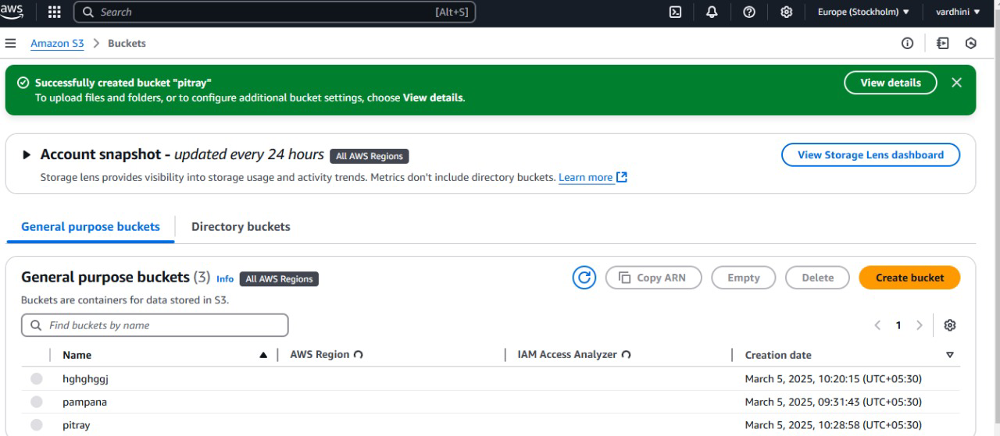 aws Search [Alt+S] Europe (Stockholm) vardhini
Amazon S3 > Buckets
Successfully created bucket "pitray"
View details
To upload files and folders, or to configure additional bucket settings, choose View details.
Account snapshot - updated every 24 hours All AWS Regions
View Storage Lens dashboard
Storage lens provides visibility into storage usage and activity trends. Metrics don't include directory buckets. Learn more
General purpose buckets Directory buckets
General purpose buckets (3) Info All AWS Regions
Copy ARN Empty Delete Create bucket
Buckets are containers for data stored in S3.
Find buckets by name
1
Name AWS Region IAM Access Analyzer Creation date
hghghggj March 5, 2025, 10:20:15 (UTC+05:30)
pampana March 5, 2025, 09:31:43 (UTC+05:30)
pitray March 5, 2025, 10:28:58 (UTC+05:30)